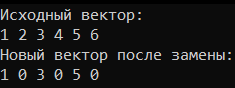 Исходный вектор:
1 2 3 4 5 6
Новый вектор после замены:
1 0 3 0 5 0